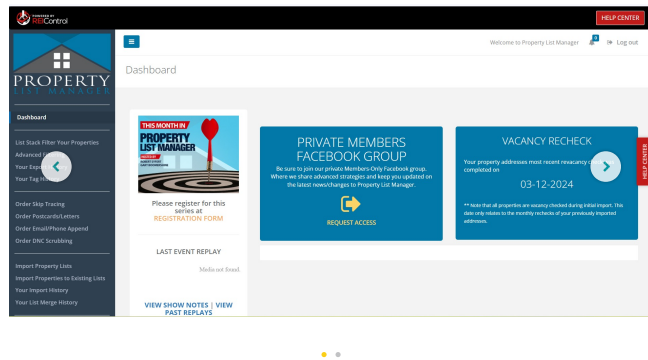 POWERED BY
REIControl
HELP CENTER
PROPERTY
LIST MANAGER
Welcome to Property List Manager
Log out
Dashboard
Dashboard
List Stack Filter Your Properties
Advanced
Your Exp
Your Tag H
Order Skip Tracing
Order Postcards/Letters
Order Email/Phone Append
Order DNC Scrubbing
Import Property Lists
Import Properties to Existing Lists
Your Import History
Your List Merge History
THIS MONTH IN
PROPERTY
LIST MANAGER
Please register for this
series at
REGISTRATION FORM
LAST EVENT REPLAY
Media not found
VIEW SHOW NOTES | VIEW
PAST REPLAYS
PRIVATE MEMBERS
FACEBOOK GROUP
Be sure to join our private Members-Only Facebook group.
Where we share advanced strategies and keep you updated on
the latest news/changes to Property List Manager.
REQUEST ACCESS
VACANCY RECHECK
Your property addresses most recent revacancy
completed on
03-12-2024
** Note that all properties are vacancy checked during initial import. This
date only relates to the monthly rechecks of your previously imported
addresses.
HELP CENTER